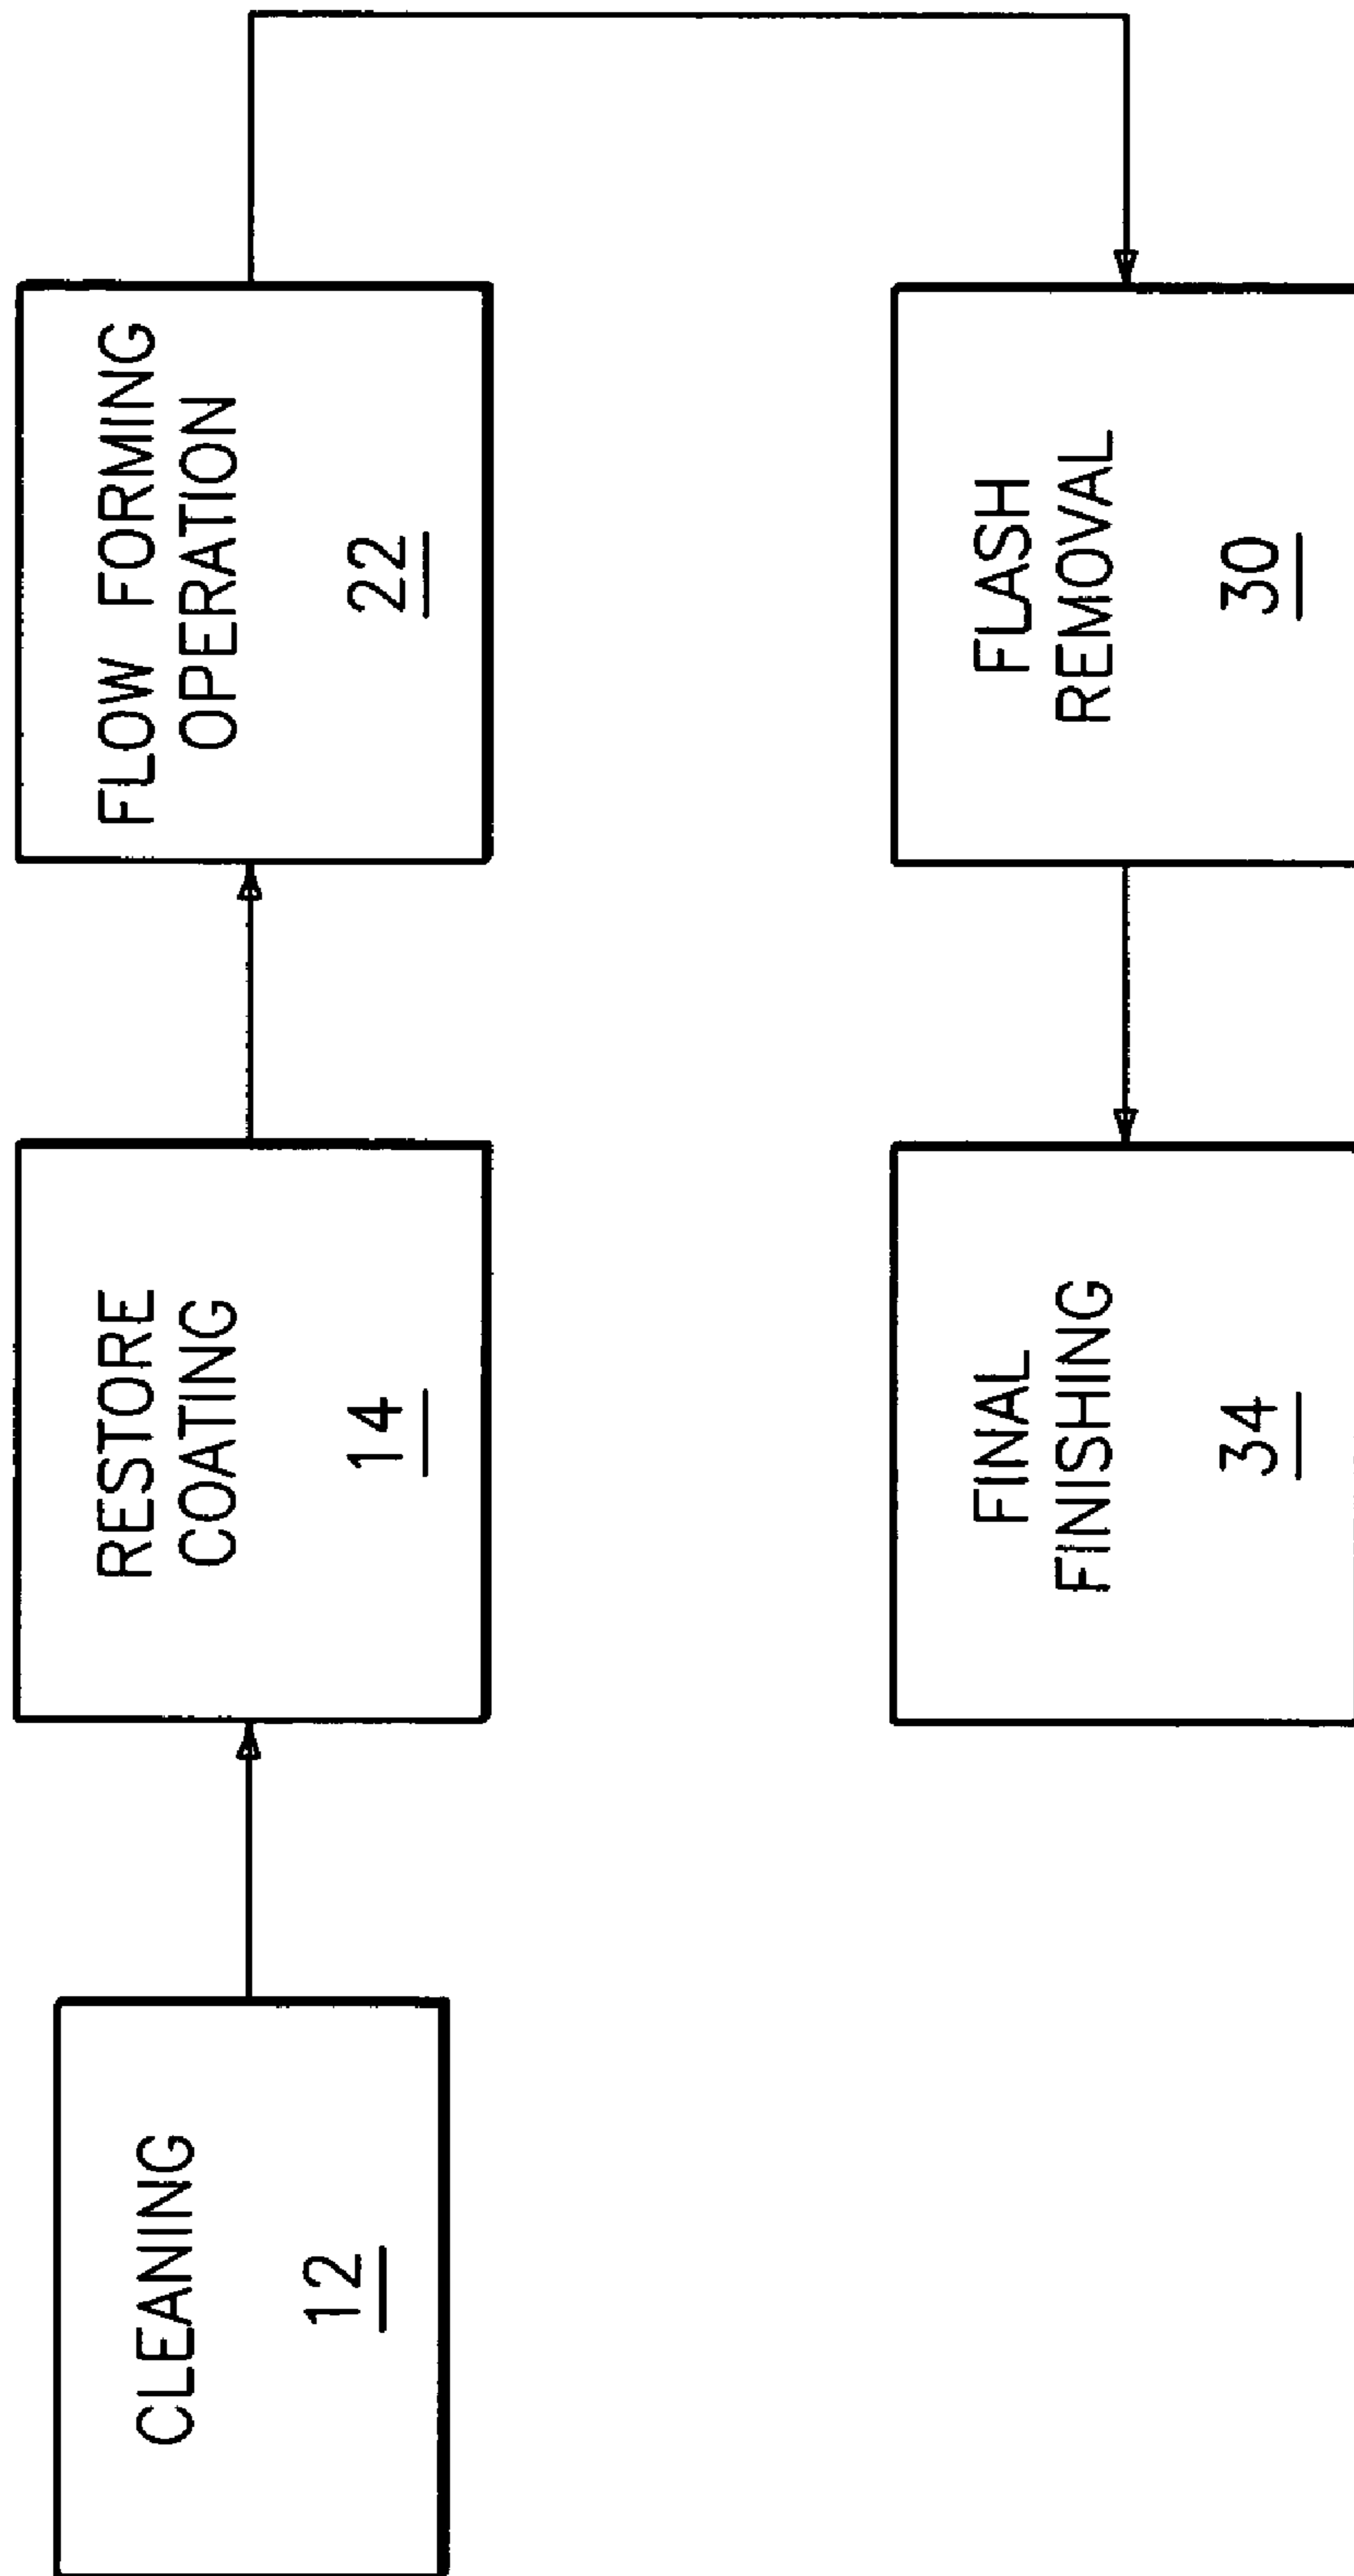 CLEANING
12
RESTORE
COATING
14
FLOW FORMING
OPERATION
22
FLASH
REMOVAL
30
FINAL
FINISHING
34